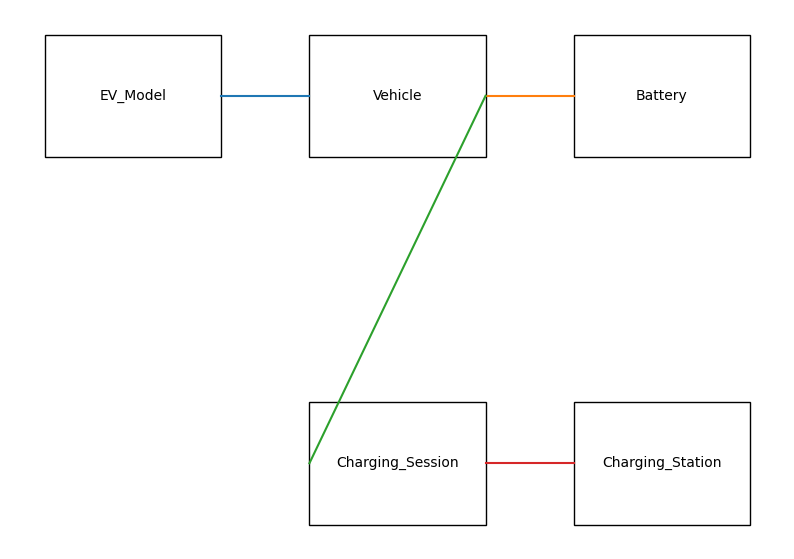 EV_Model
Vehicle
Battery
Charging_Session
Charging_Station